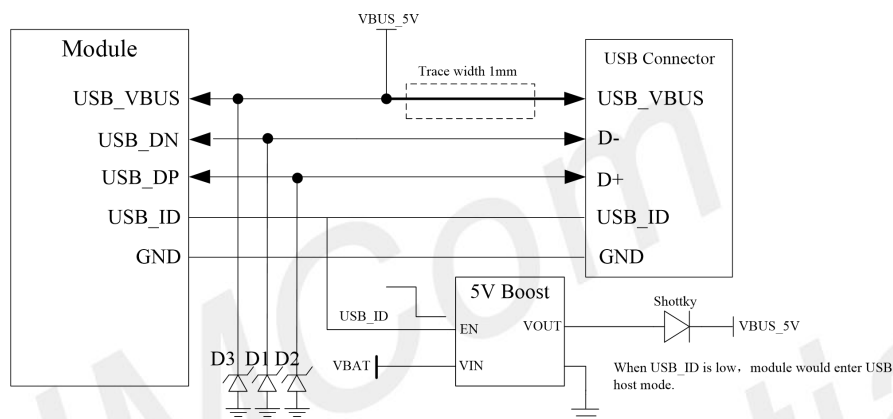 VBUS_5V
Module
USB Connector
Trace width 1mm
USB_VBUS
USB_VBUS
USB_DN
D-
USB_DP
D+
USB_ID
USB_ID
GND
GND
5V Boost
USB_ID
EN
VOUT
Shottky
VBUS_5V
D3 D1 D2
VBAT
VIN
When USB_ID is low, module would enter USB
host mode.